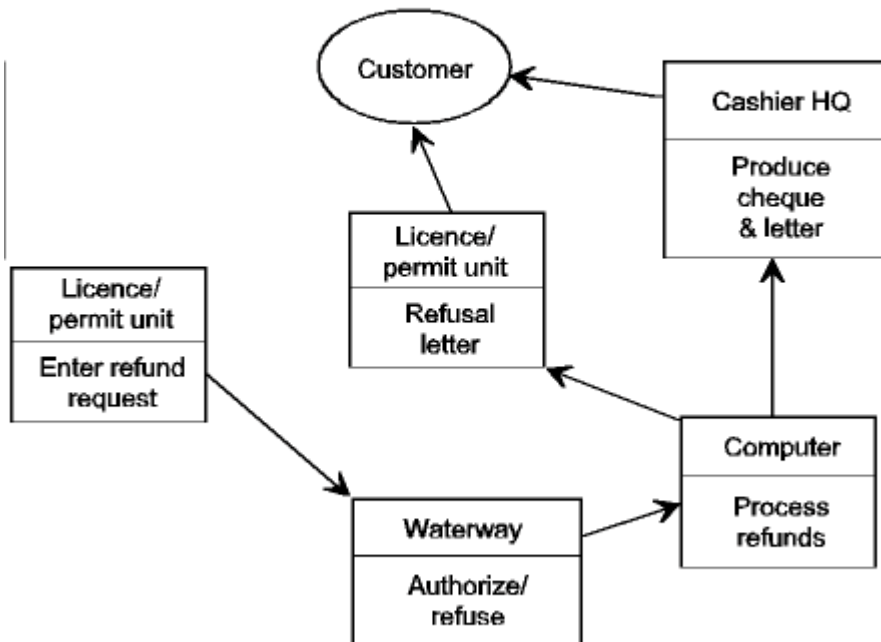 Customer
Cashier HQ
Produce
cheque
& letter
Licence/
permit unit
Refusal
letter
Licence/
permit unit
Enter refund
request
Computer
Process
refunds
Waterway
Authorize/
refuse